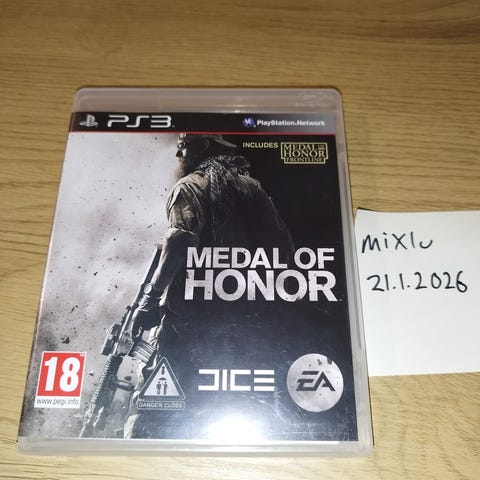 PS3
PlayStation®Network
INCLUDES
MEDAL OF
HONOR
FRONTLINE
MEDAL OF
HONOR
18
www.pegi.info
DANGER CLOSE
DICE
EA
mixlu
21.1.2026